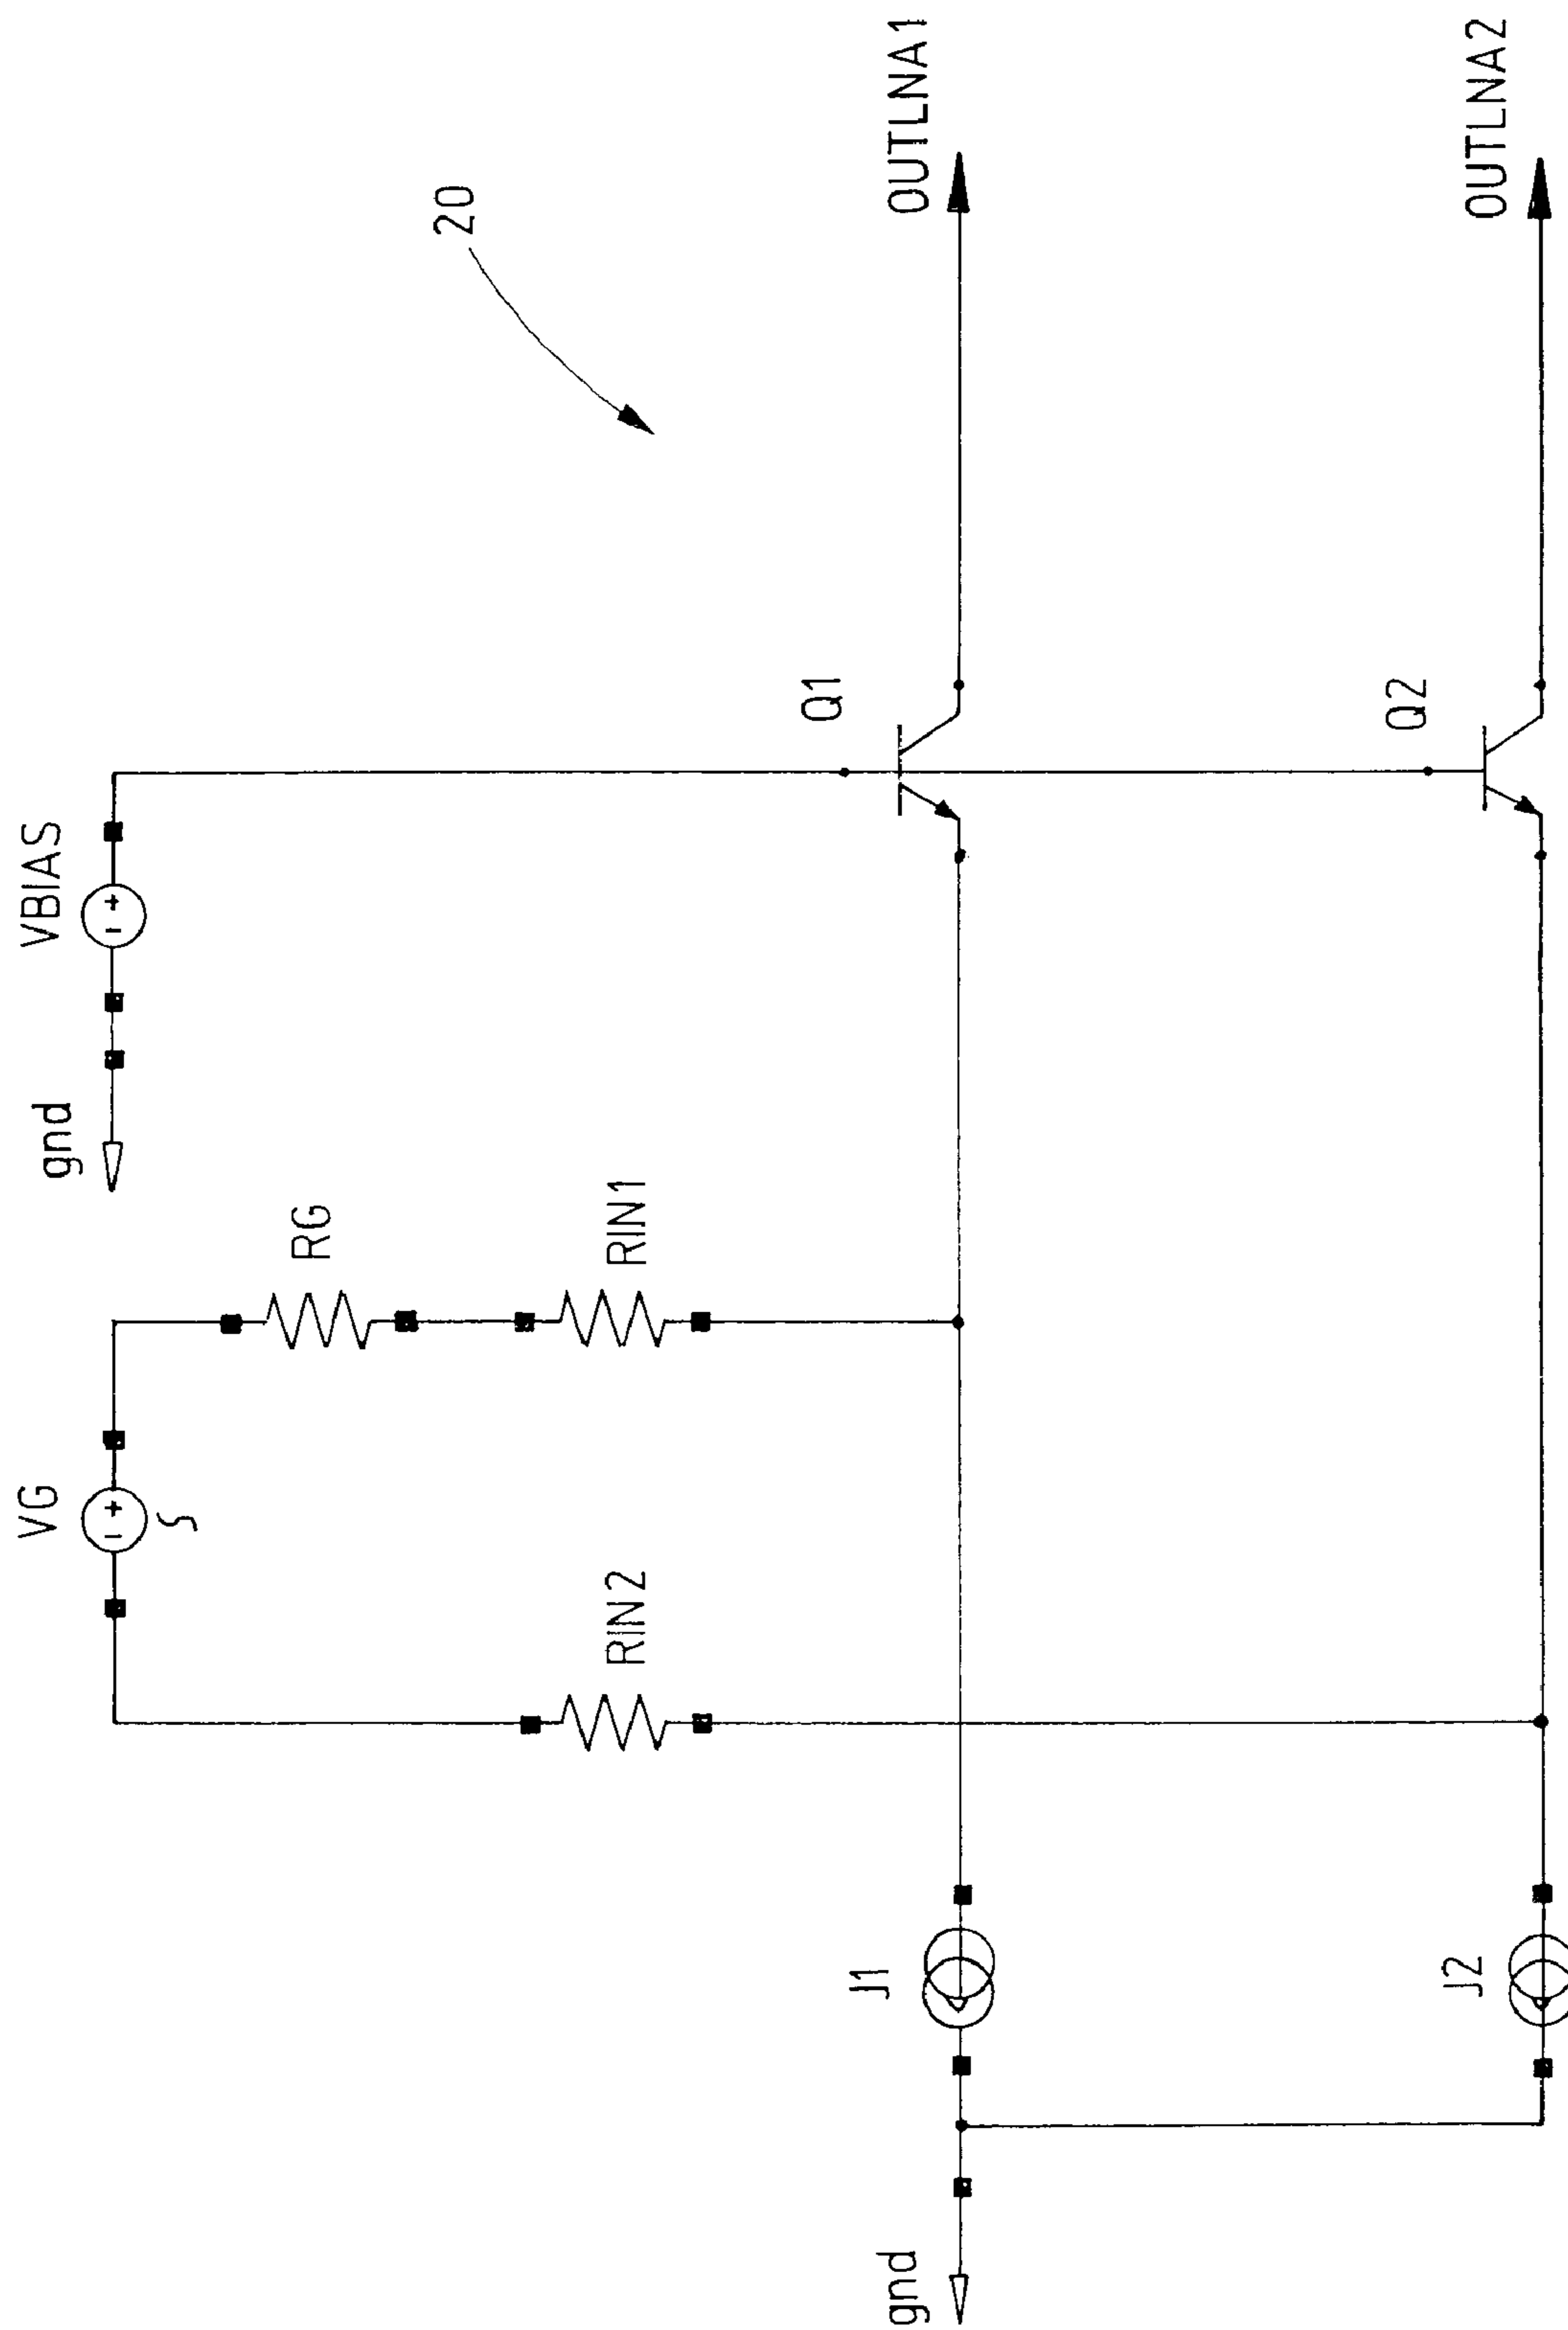 20
OUTLNA1
OUTLNA2
Q1
Q2
VBIAS
gnd
RG
RIN1
VG
RIN2
J1
J2
gnd